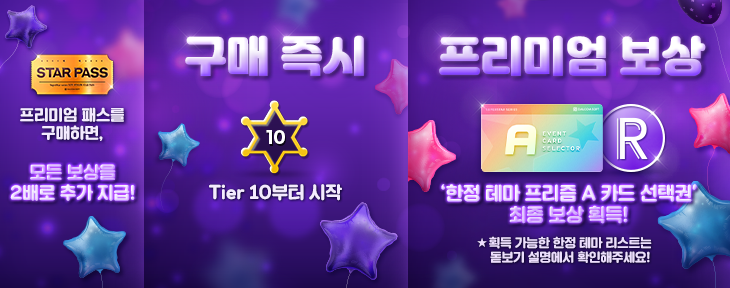 STAR PASS
프리미엄 패스를
구매하면,
모든 보상을
2배로 추가 지급!
구매 즉시
10
Tier 10부터 시작
프리미엄 보상
A EVENT
CARD
SELECTOR
R
‘한정 테마 프리즘 A 카드 선택권’
최종 보상 획득!
★ 획득 가능한 한정 테마 리스트는
돋보기 설명에서 확인해주세요!